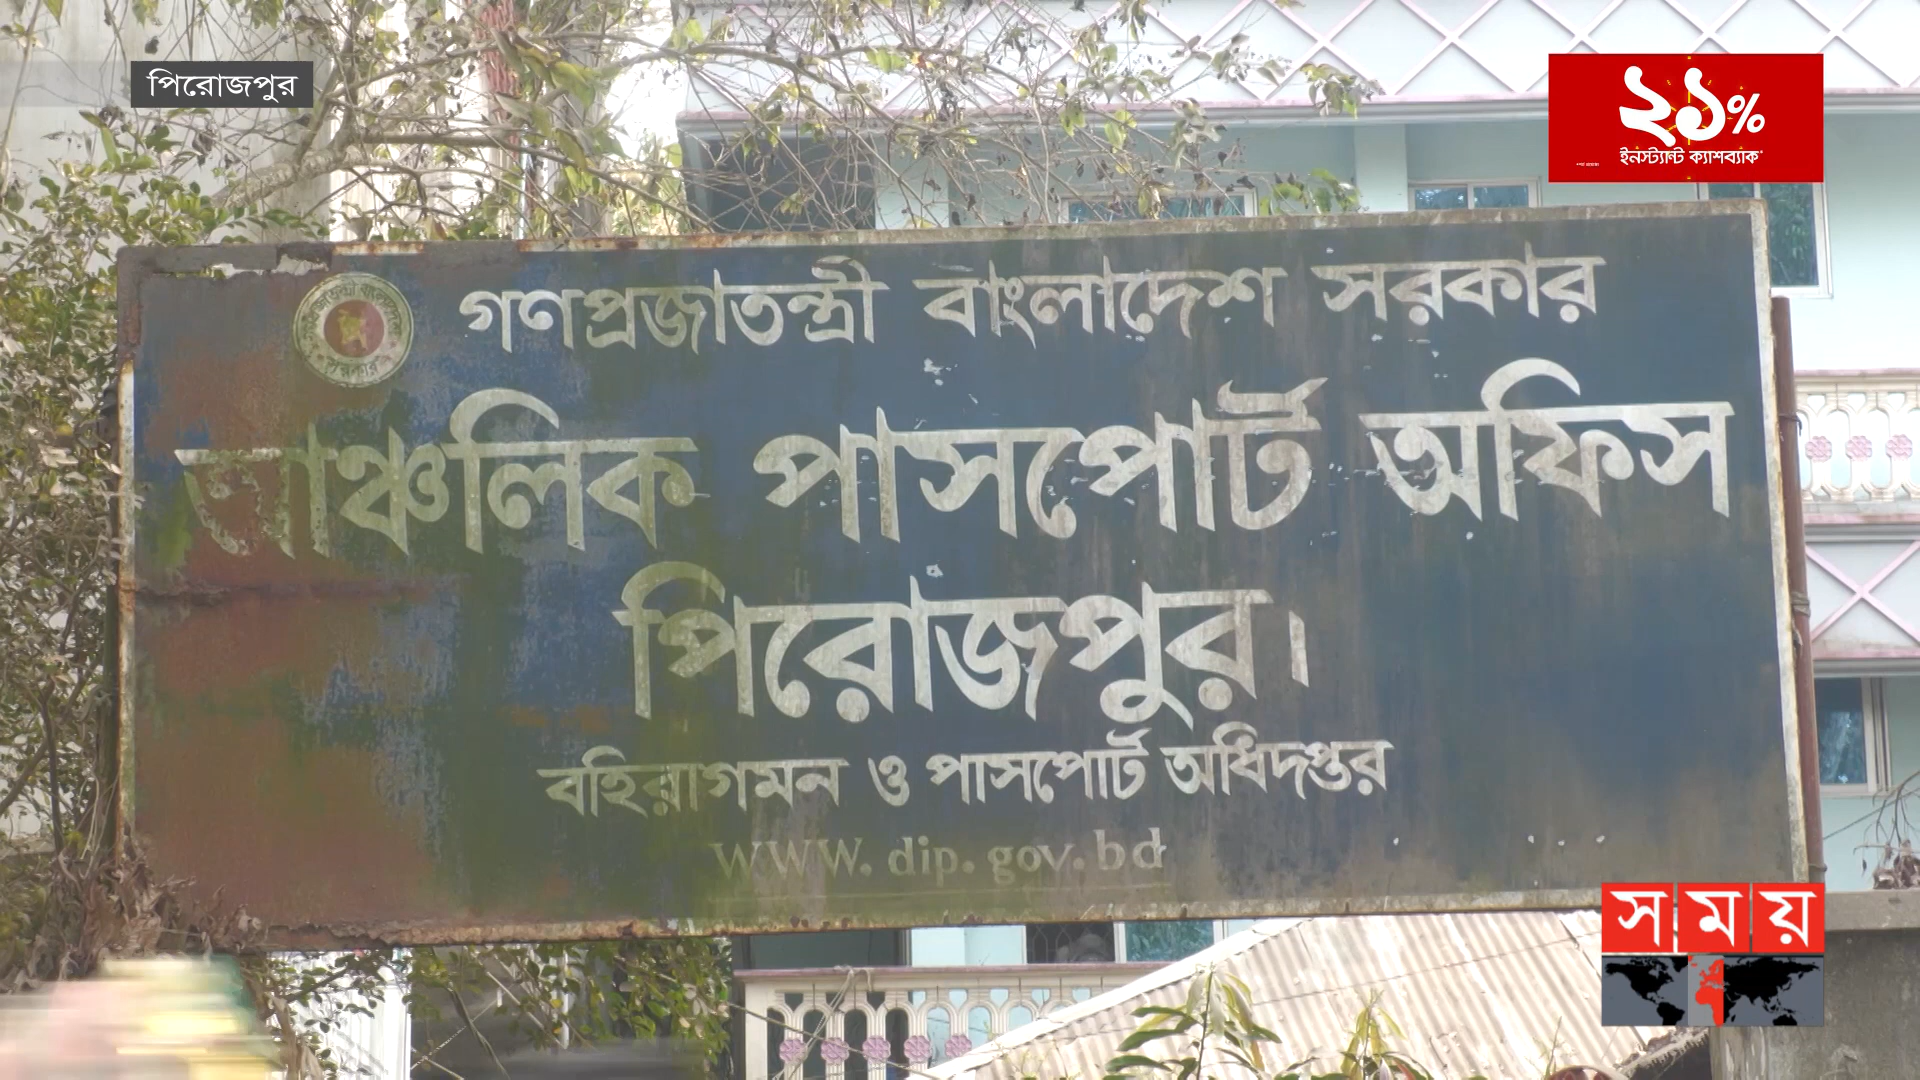 পিরোজপুর
২১%
ইনস্ট্যান্ট ক্যাশব্যাক
গণপ্রজাতন্ত্রী বাংলাদেশ সরকার
আঞ্চলিক পাসপোর্ট অফিস
পিরোজপুর।
বহিরাগমন ও পাসপোর্ট অধিদপ্তর
www.dip.gov.bd
সময়